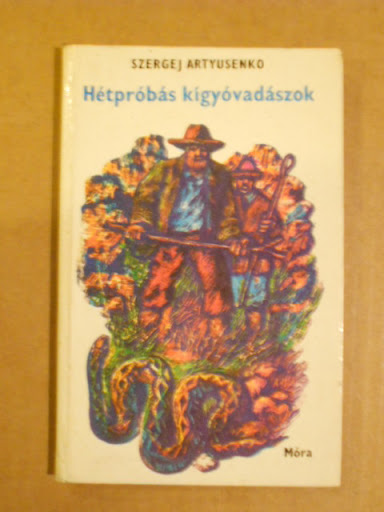 SZERGEJ ARTYUSENKO
Hétpróbás kígyóvadászok
Móra